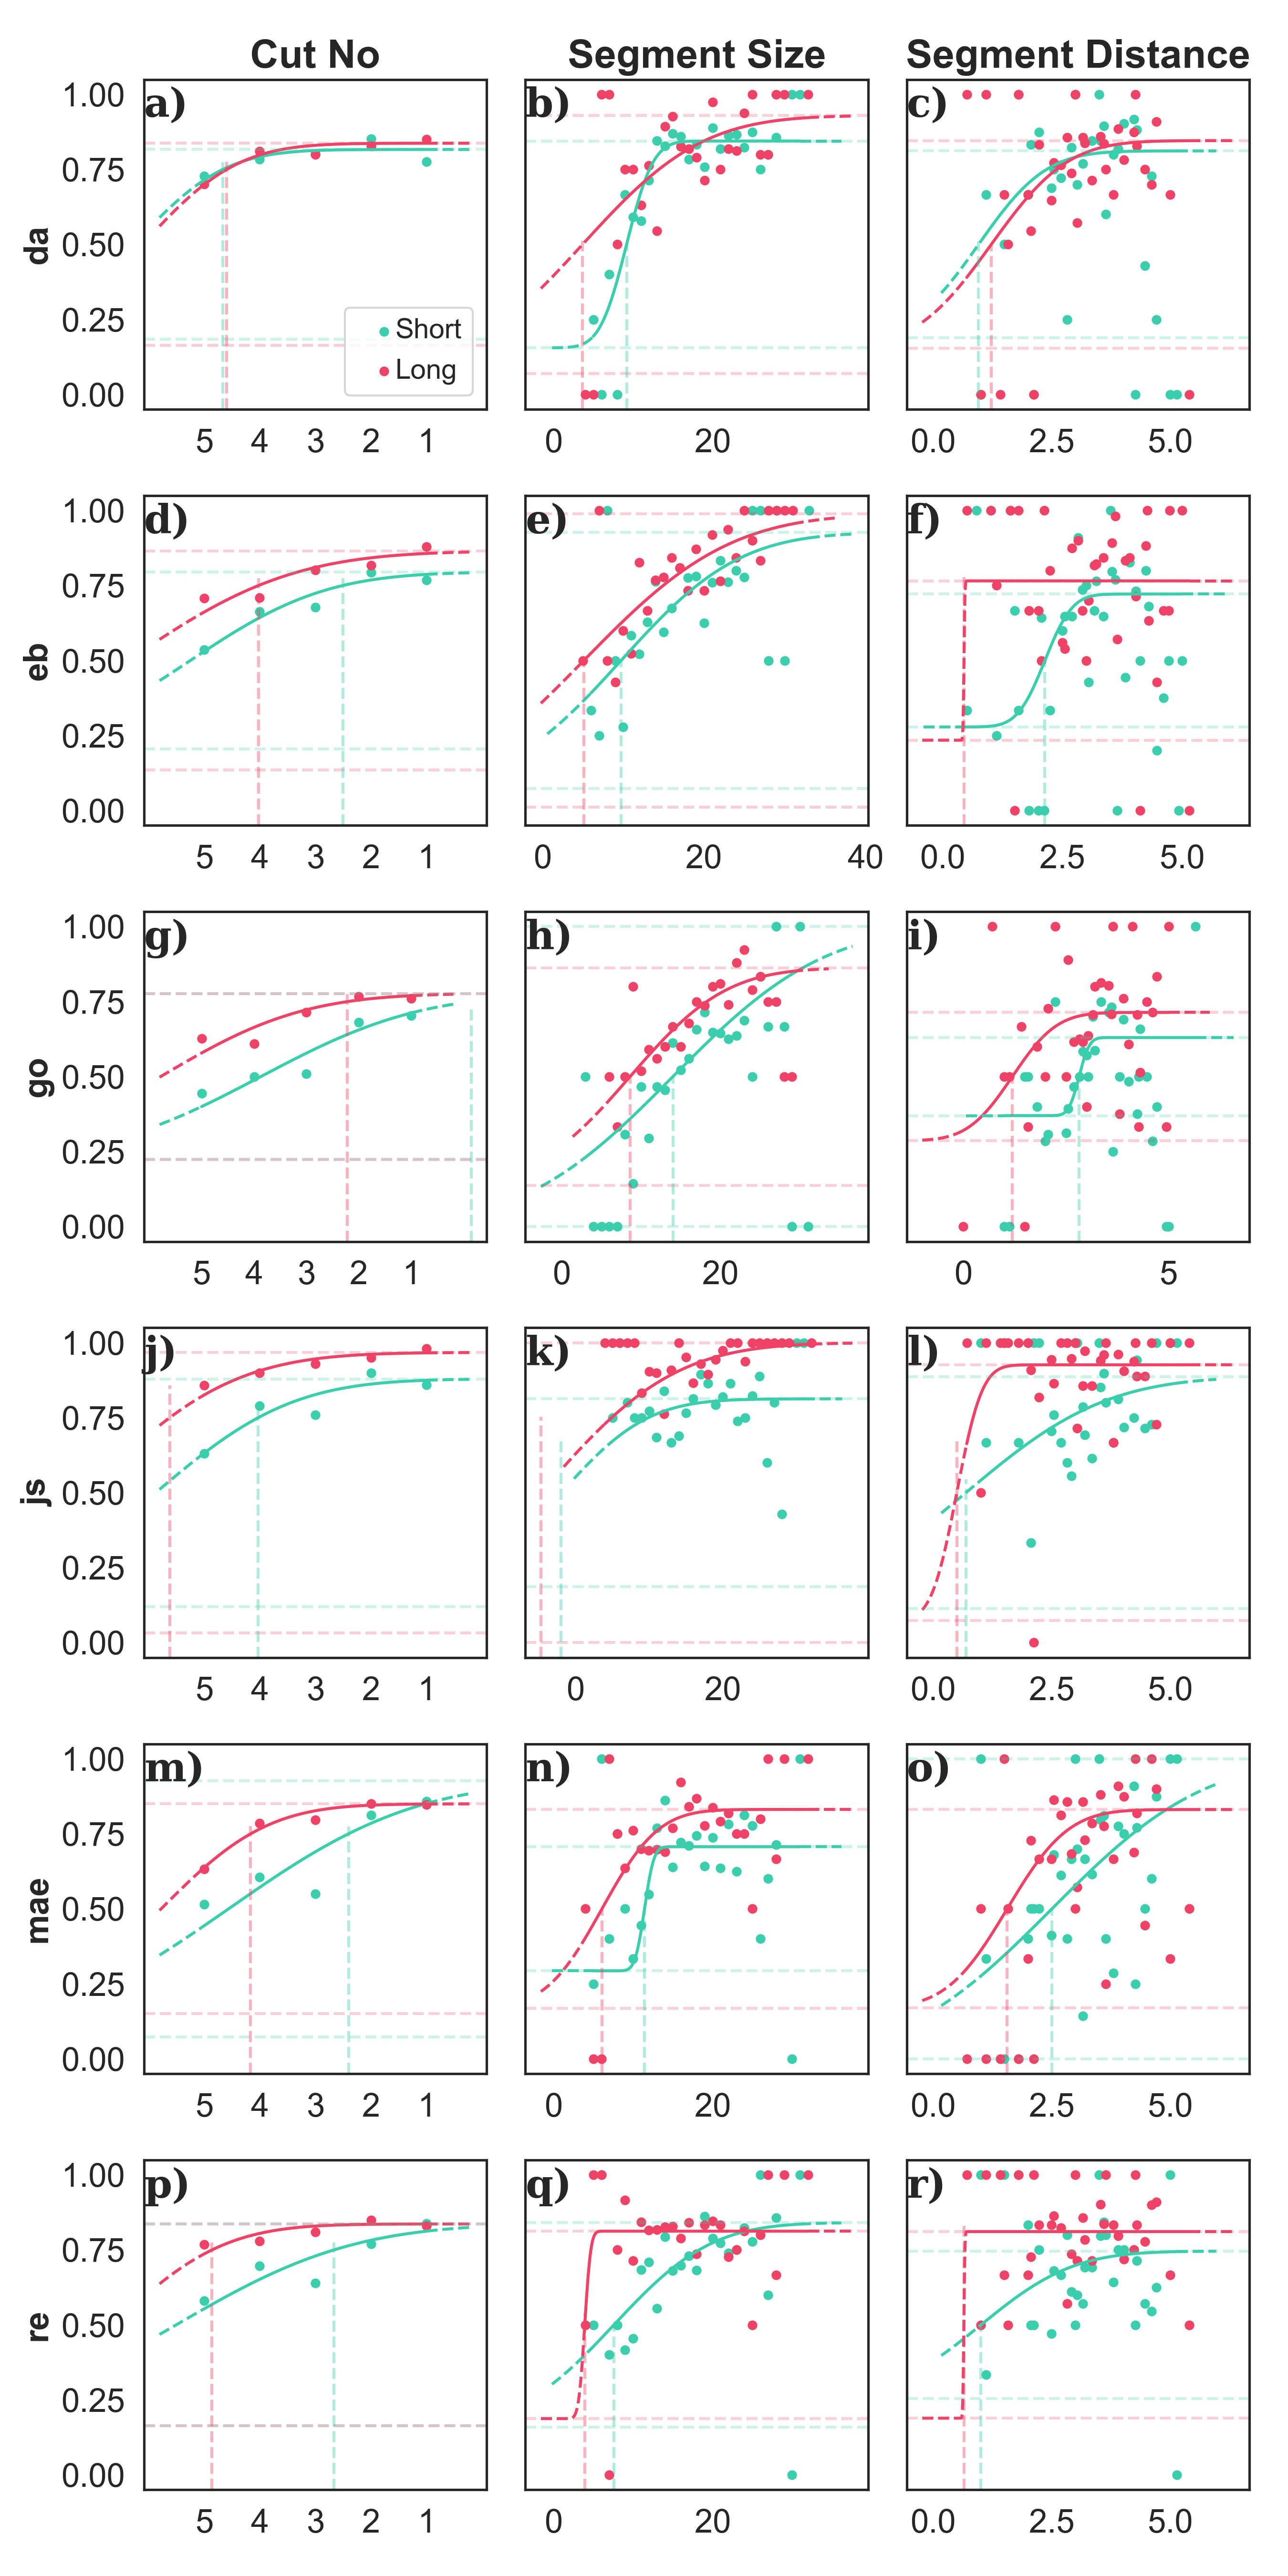 Cut No Segment Size Segment Distance
a) b) c)
1.00
0.75
0.50
0.25
0.00
da
Short
Long
5 4 3 2 1 0 20 0.0 2.5 5.0
d) e) f)
1.00
0.75
0.50
0.25
0.00
eb
5 4 3 2 1 0 20 40 0.0 2.5 5.0
g) h) i)
1.00
0.75
0.50
0.25
0.00
go
5 4 3 2 1 0 20 0 5
j) k) l)
1.00
0.75
0.50
0.25
0.00
js
5 4 3 2 1 0 20 0.0 2.5 5.0
m) n) o)
1.00
0.75
0.50
0.25
0.00
mae
5 4 3 2 1 0 20 0.0 2.5 5.0
p) q) r)
1.00
0.75
0.50
0.25
0.00
re
5 4 3 2 1 0 20 0.0 2.5 5.0